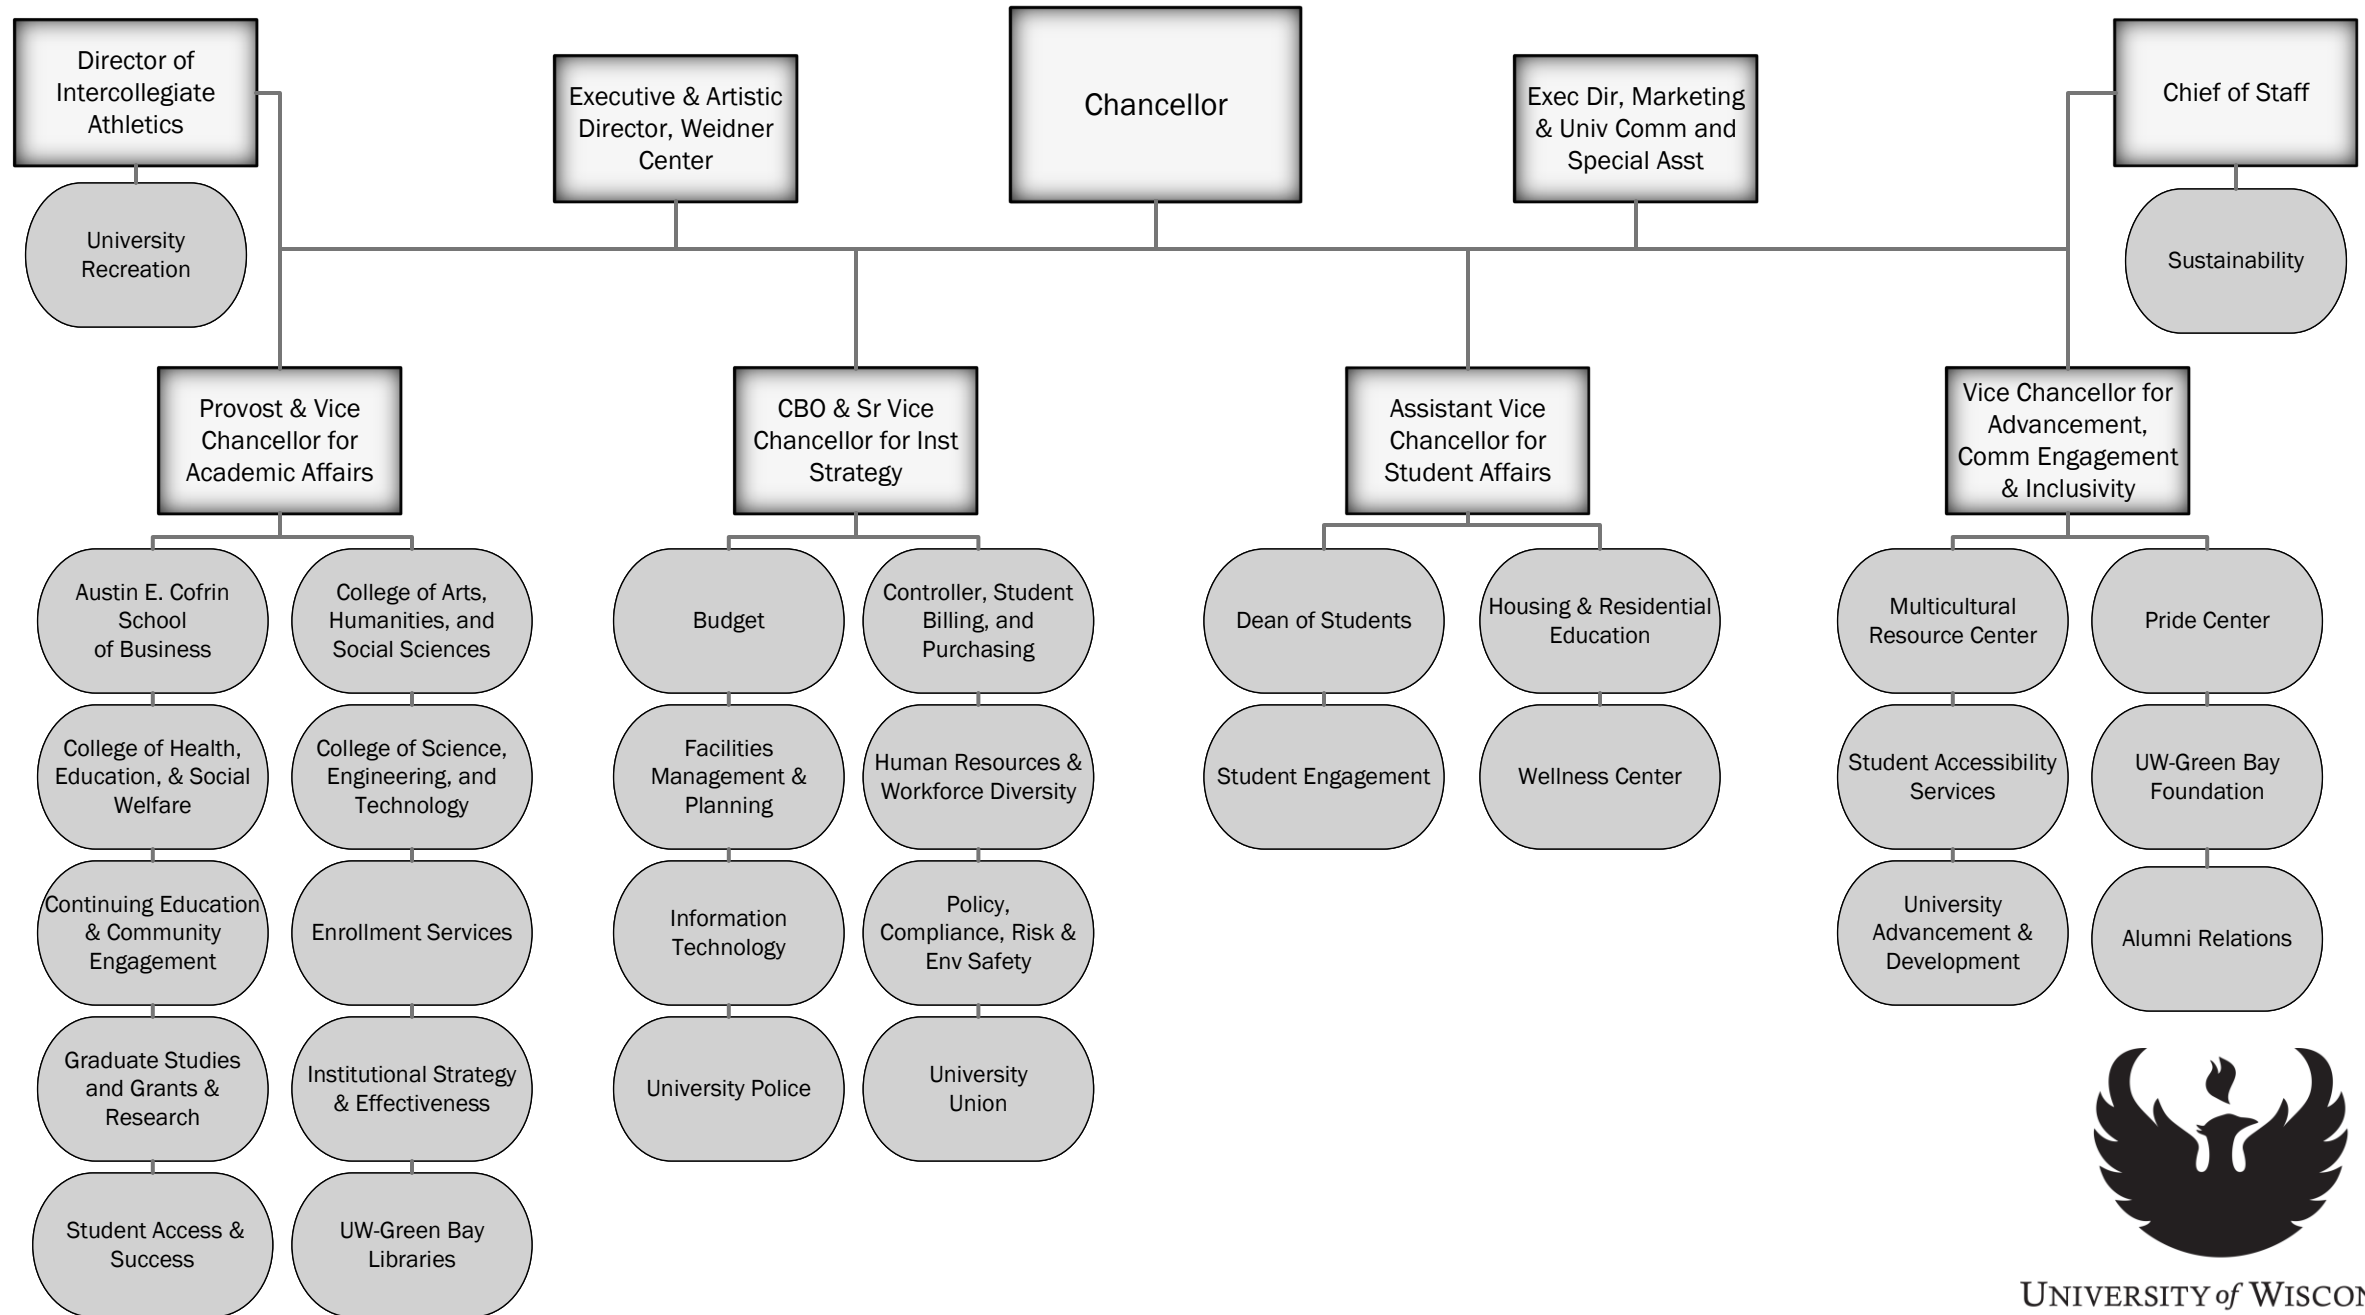 Director of
Intercollegiate
Athletics
Executive & Artistic
Director, Weidner
Center
Chancellor
Exec Dir, Marketing
& Univ Comm and
Special Asst
Chief of Staff
University
Recreation
Sustainability
Provost & Vice
Chancellor for
Academic Affairs
CBO & Sr Vice
Chancellor for Inst
Strategy
Assistant Vice
Chancellor for
Student Affairs
Vice Chancellor for
Advancement,
Comm Engagement
& Inclusivity
Austin E. Cofrin
School
of Business
College of Arts,
Humanities, and
Social Sciences
Budget
Controller, Student
Billing, and
Purchasing
Dean of Students
Housing & Residential
Education
Multicultural
Resource Center
Pride Center
College of Health,
Education, & Social
Welfare
College of Science,
Engineering, and
Technology
Facilities
Management &
Planning
Human Resources &
Workforce Diversity
Student Engagement
Wellness Center
Student Accessibility
Services
UW-Green Bay
Foundation
Continuing Education
& Community
Engagement
Enrollment Services
Information
Technology
Policy,
Compliance, Risk &
Env Safety
University
Advancement &
Development
Alumni Relations
Graduate Studies
and Grants &
Research
Institutional Strategy
& Effectiveness
University Police
University
Union
Student Access &
Success
UW-Green Bay
Libraries
UNIVERSITY of